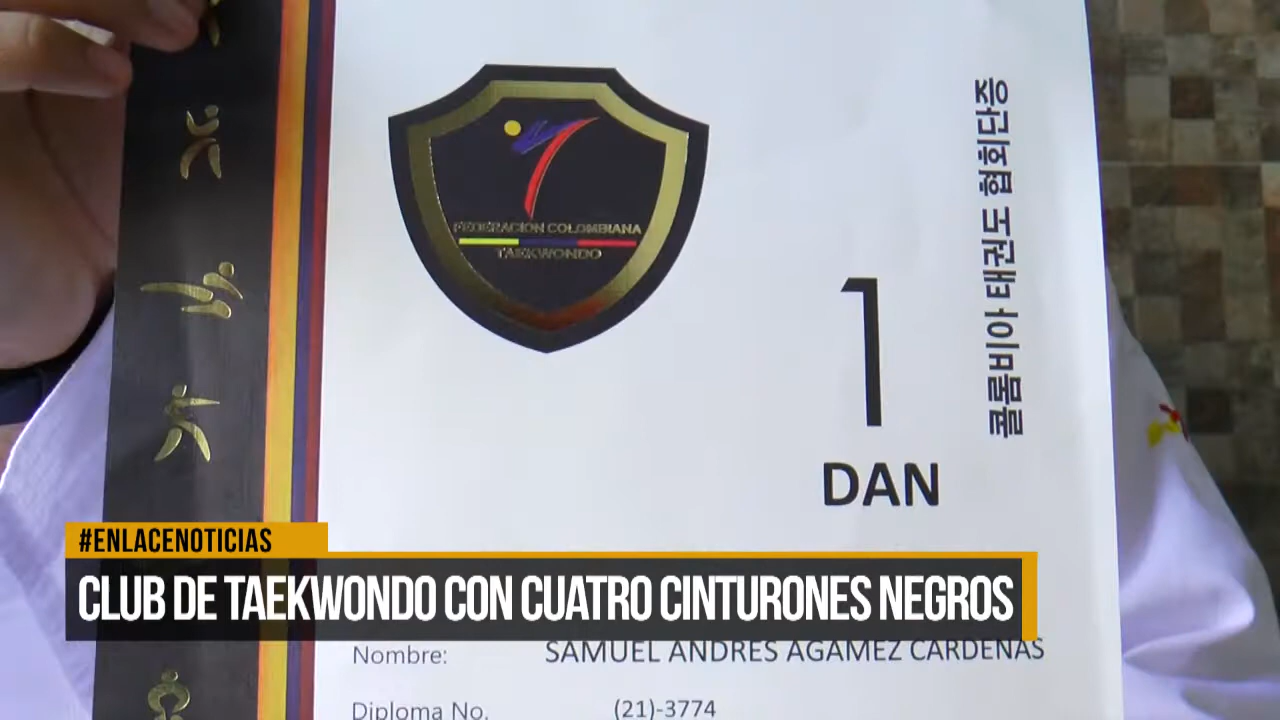 FEDERACION COLOMBIANA
TAEKWONDO
1
DAN
콜롬비아 태권도 협회단증
#ENLACENOTICIAS
CLUB DE TAEKWONDO CON CUATRO CINTURONES NEGROS
Nombre: SAMUEL ANDRES AGAMEZ CARDENAS
Diploma No. (21)-3774